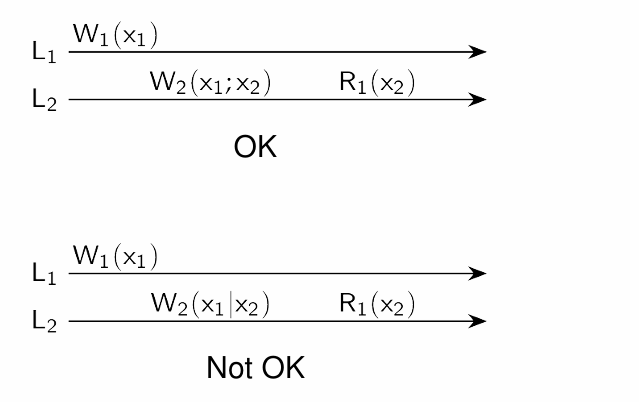 W₁(x₁)
L₁
W₂(x₁;x₂) R₁(x₂)
L₂
OK
W₁(x₁)
L₁
W₂(x₁|x₂) R₁(x₂)
L₂
Not OK